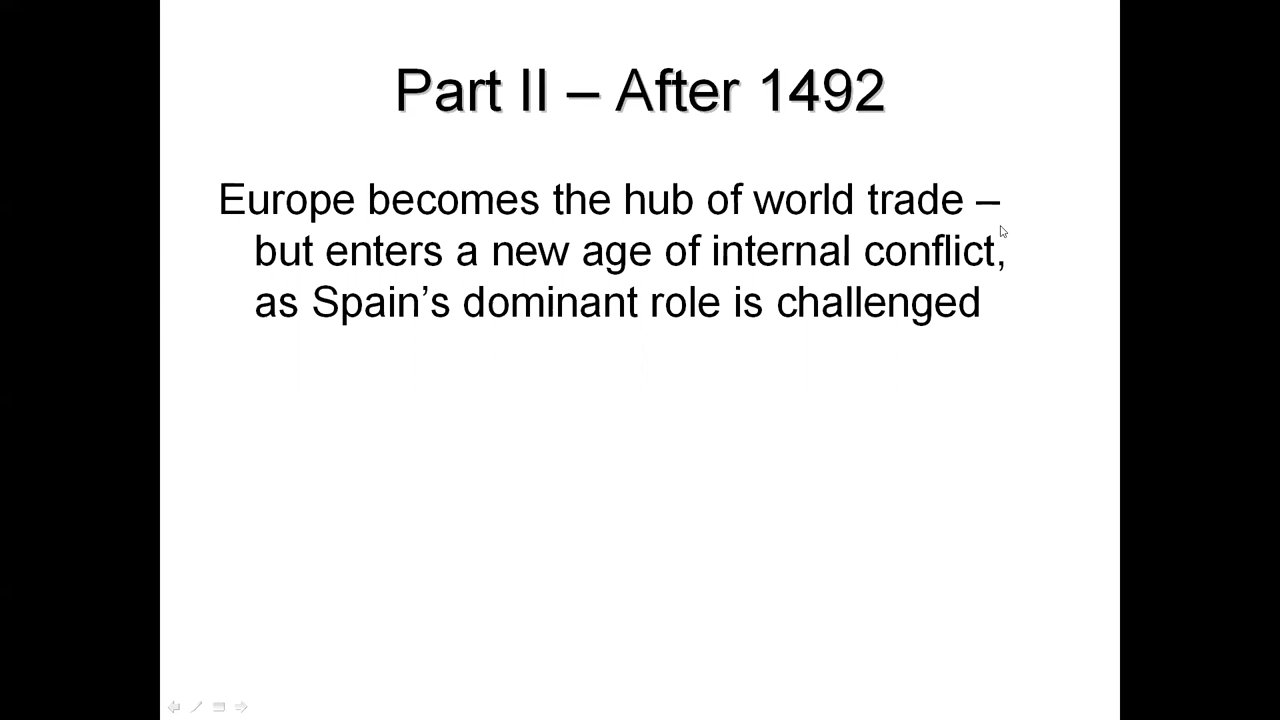 Part II – After 1492
Europe becomes the hub of world trade –
but enters a new age of internal conflict,
as Spain’s dominant role is challenged